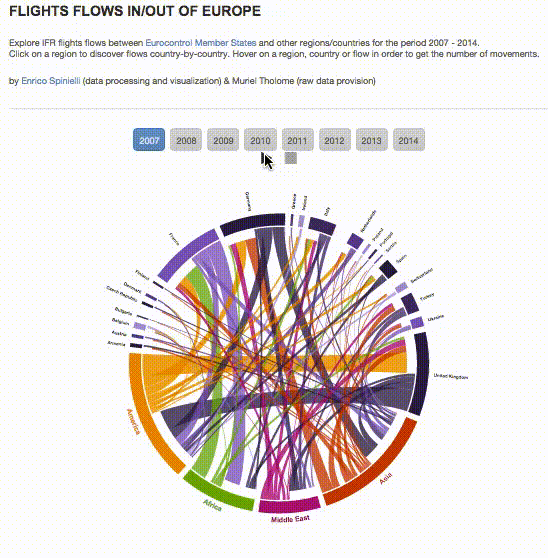 FLIGHTS FLOWS IN/OUT OF EUROPE
Explore IFR flights flows between Eurocontrol Member States and other regions/countries for the period 2007 - 2014.
Click on a region to discover flows country-by-country. Hover on a region, country or flow in order to get the number of movements.
by Enrico Spinielli (data processing and visualization) & Muriel Tholome (raw data provision)
2007 2008 2009 2010 2011 2012 2013 2014
Germany
Greece
Ireland
Italy
Netherlands
Poland
Portugal
Serbia
Spain
Switzerland
Turkey
Ukraine
United Kingdom
Asia
Middle East
Africa
America
Armenia
Austria
Belgium
Bulgaria
Czech Republic
Denmark
Finland
France